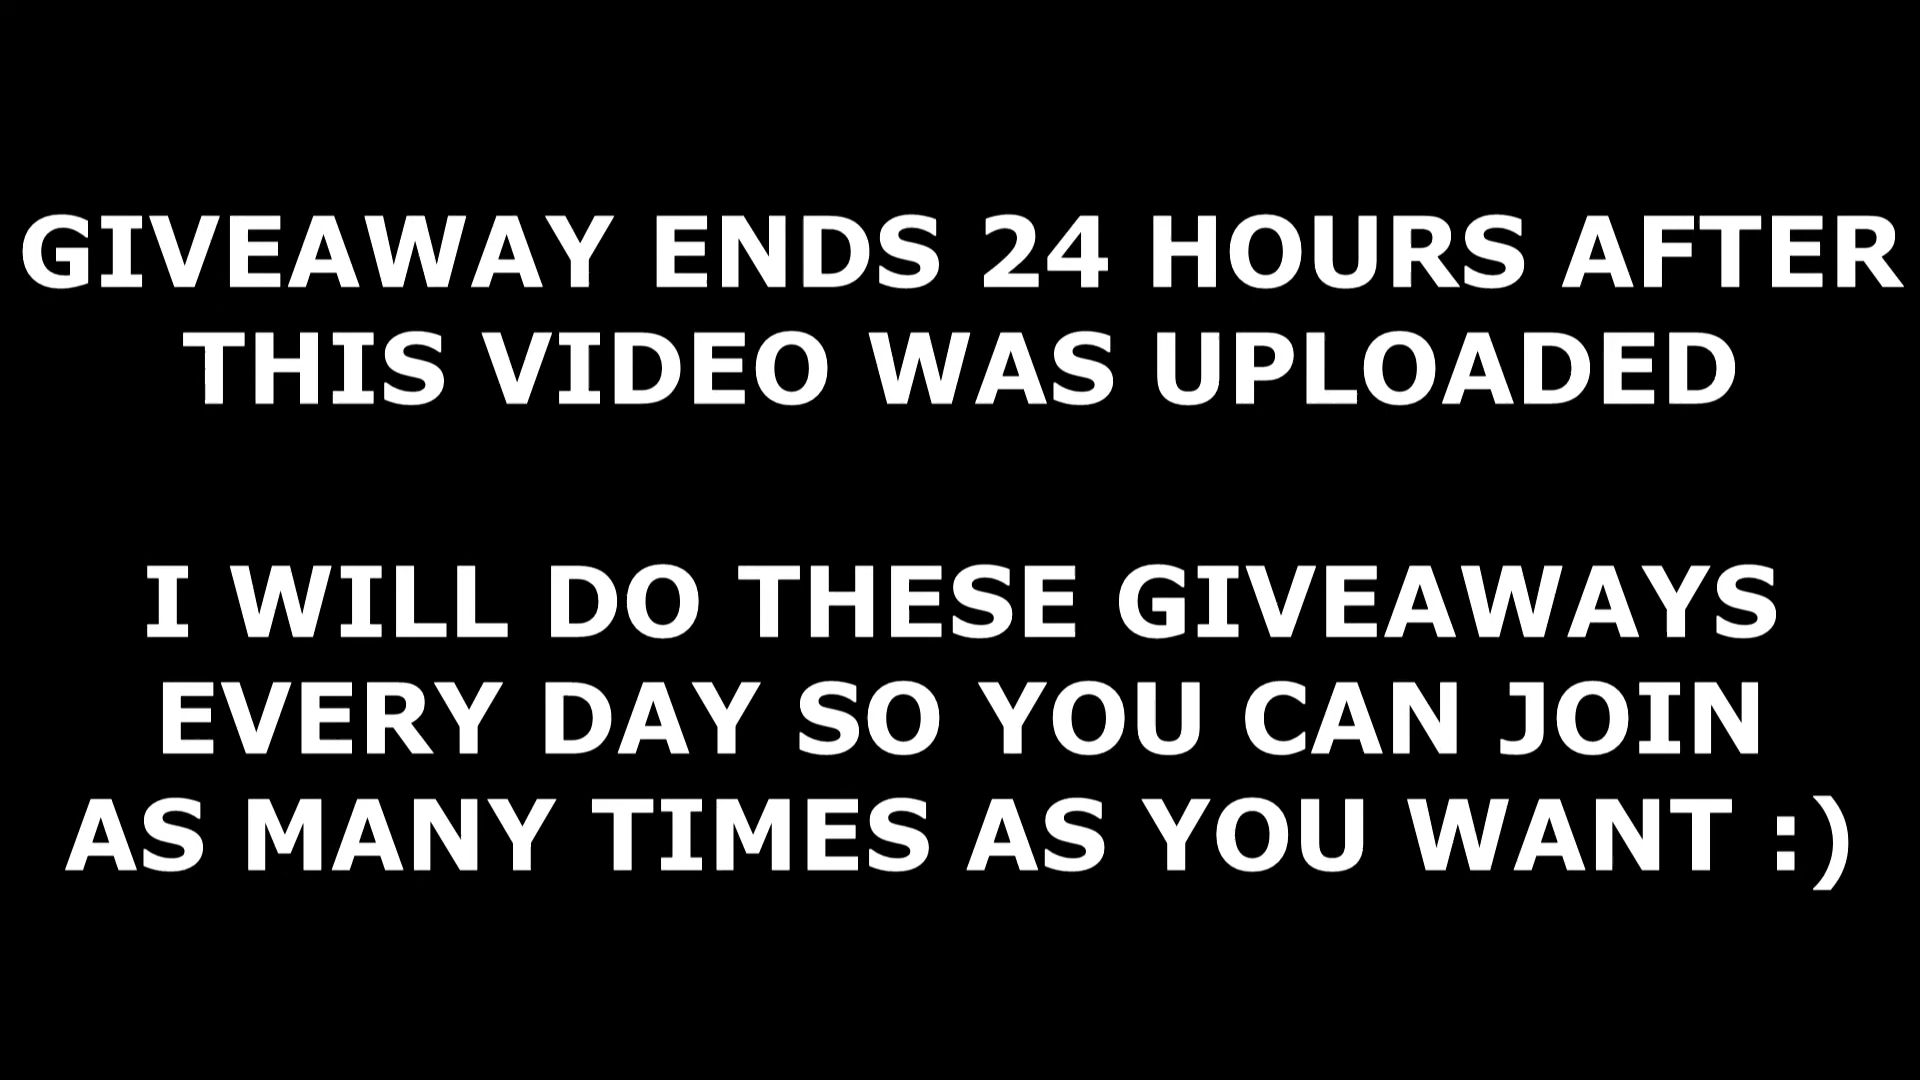 GIVEAWAY ENDS 24 HOURS AFTER
THIS VIDEO WAS UPLOADED
I WILL DO THESE GIVEAWAYS
EVERY DAY SO YOU CAN JOIN
AS MANY TIMES AS YOU WANT :)